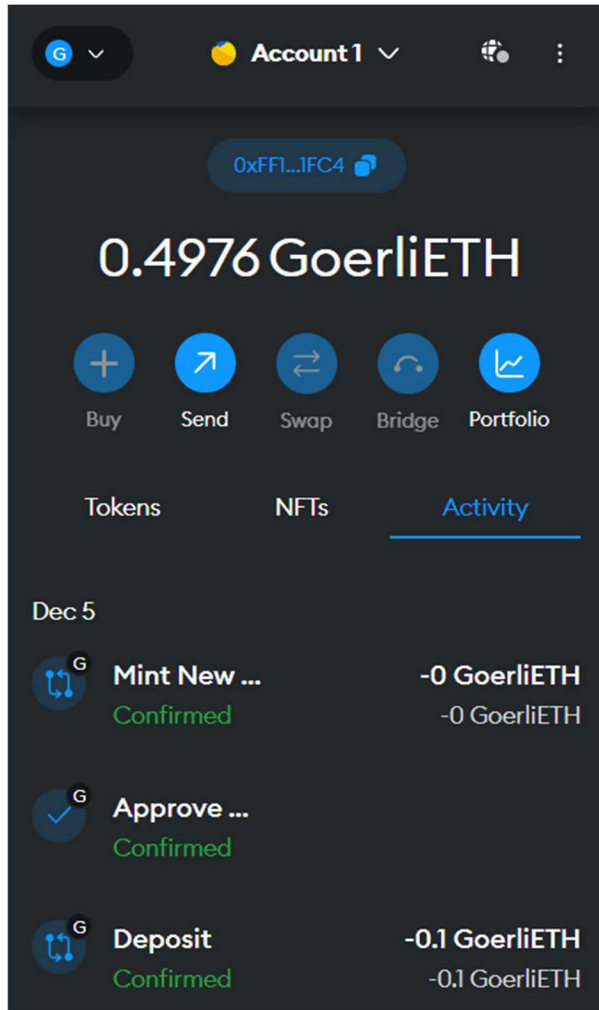 G
Account 1
0xFF1...1FC4
0.4976 GoerliETH
Buy Send Swap Bridge Portfolio
Tokens NFTs Activity
Dec 5
G
Mint New ... -0 GoerliETH
Confirmed -0 GoerliETH
G
Approve ...
Confirmed
G
Deposit -0.1 GoerliETH
Confirmed -0.1 GoerliETH